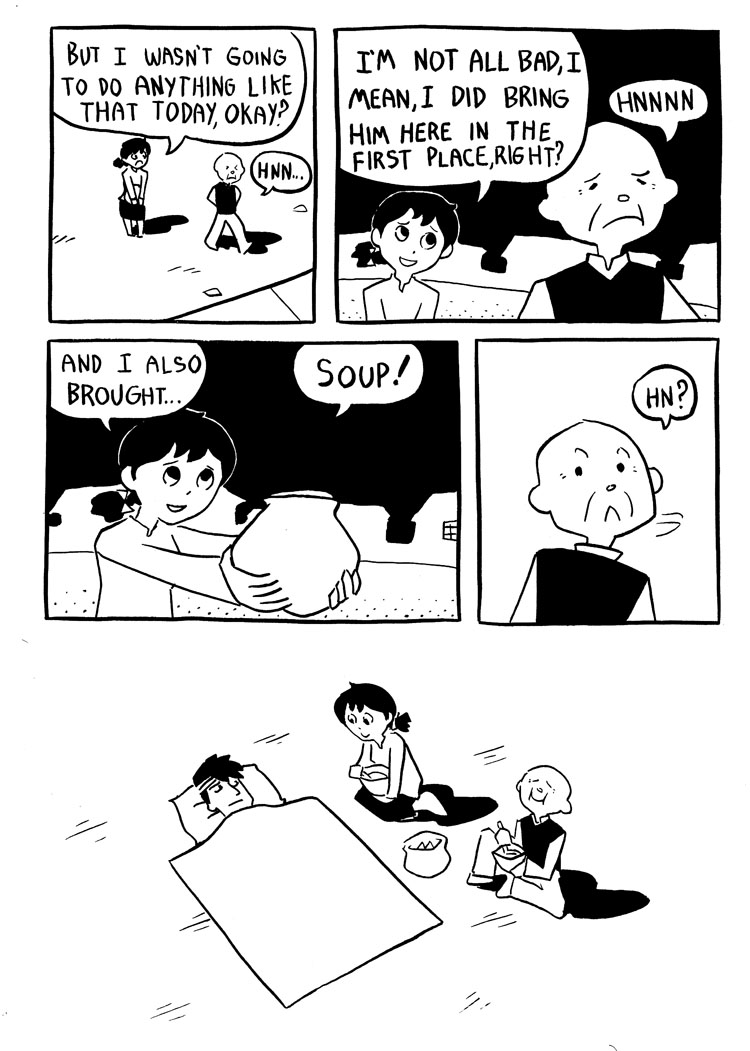 BUT I WASN'T GOING
TO DO ANYTHING LIKE
THAT TODAY, OKAY?
HNN...
I'M NOT ALL BAD, I
MEAN, I DID BRING
HIM HERE IN THE
FIRST PLACE, RIGHT?
HNNNN
AND I ALSO
BROUGHT...
SOUP!
HN?